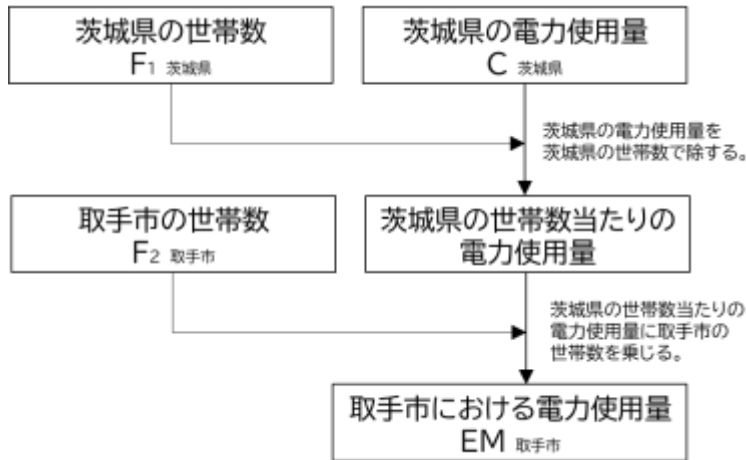 茨城県の世帯数
F1 茨城県
茨城県の電力使用量
C 茨城県
茨城県の電力使用量を
茨城県の世帯数で除する。
取手市の世帯数
F2 取手市
茨城県の世帯数当たりの
電力使用量
茨城県の世帯数当たりの
電力使用量に取手市の
世帯数を乗じる。
取手市における電力使用量
EM 取手市